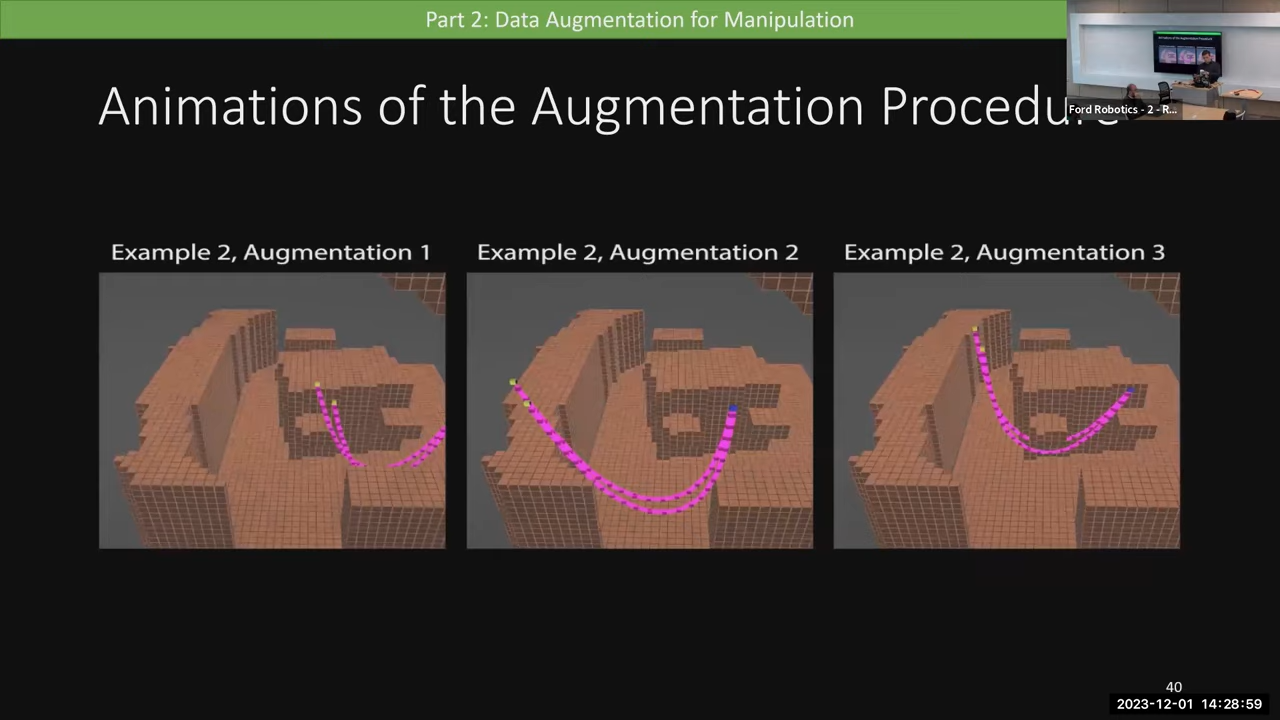 Part 2: Data Augmentation for Manipulation
Animations of the Augmentation Procedure
Ford Robotics - 2 - R...
Example 2, Augmentation 1
Example 2, Augmentation 2
Example 2, Augmentation 3
40
2023-12-01 14:28:59